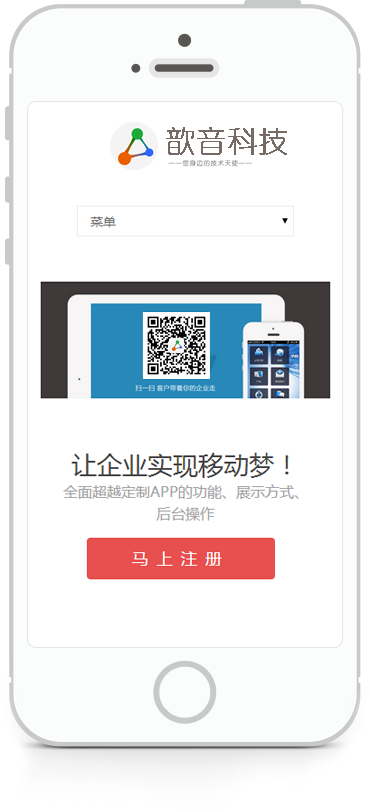 歆音科技
——您身边的技术天使——
菜单
扫一扫 客户带着你的企业走
让企业实现移动梦！
全面超越定制APP的功能、展示方式、
后台操作
马上注册